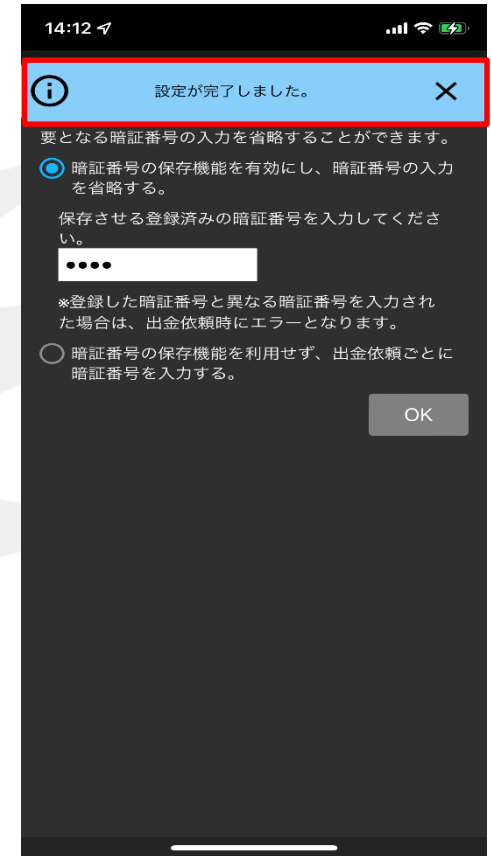 14:12
設定が完了しました。
要となる暗証番号の入力を省略することができます。
暗証番号の保存機能を有効にし、暗証番号の入力
を省略する。
保存させる登録済みの暗証番号を入力してくださ
い。
••••
※登録した暗証番号と異なる暗証番号を入力され
た場合は、出金依頼時にエラーとなります。
暗証番号の保存機能を利用せず、出金依頼ごとに
暗証番号を入力する。
OK